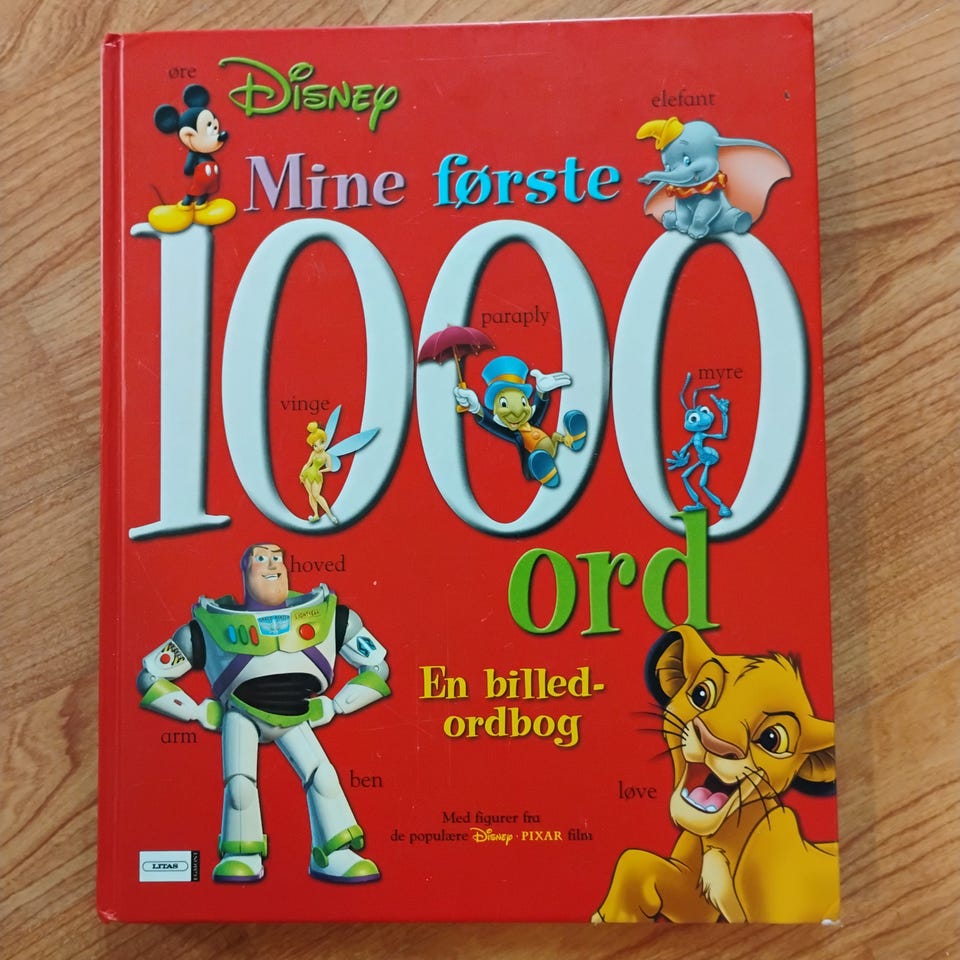 øre
Disney
elefant
Mine første
1000
paraply
myre
vinge
hoved
ord
En billed-
ordbog
arm
ben
løve
Med figurer fra
de populære Disney · PIXAR film
LITAS
EGMONT